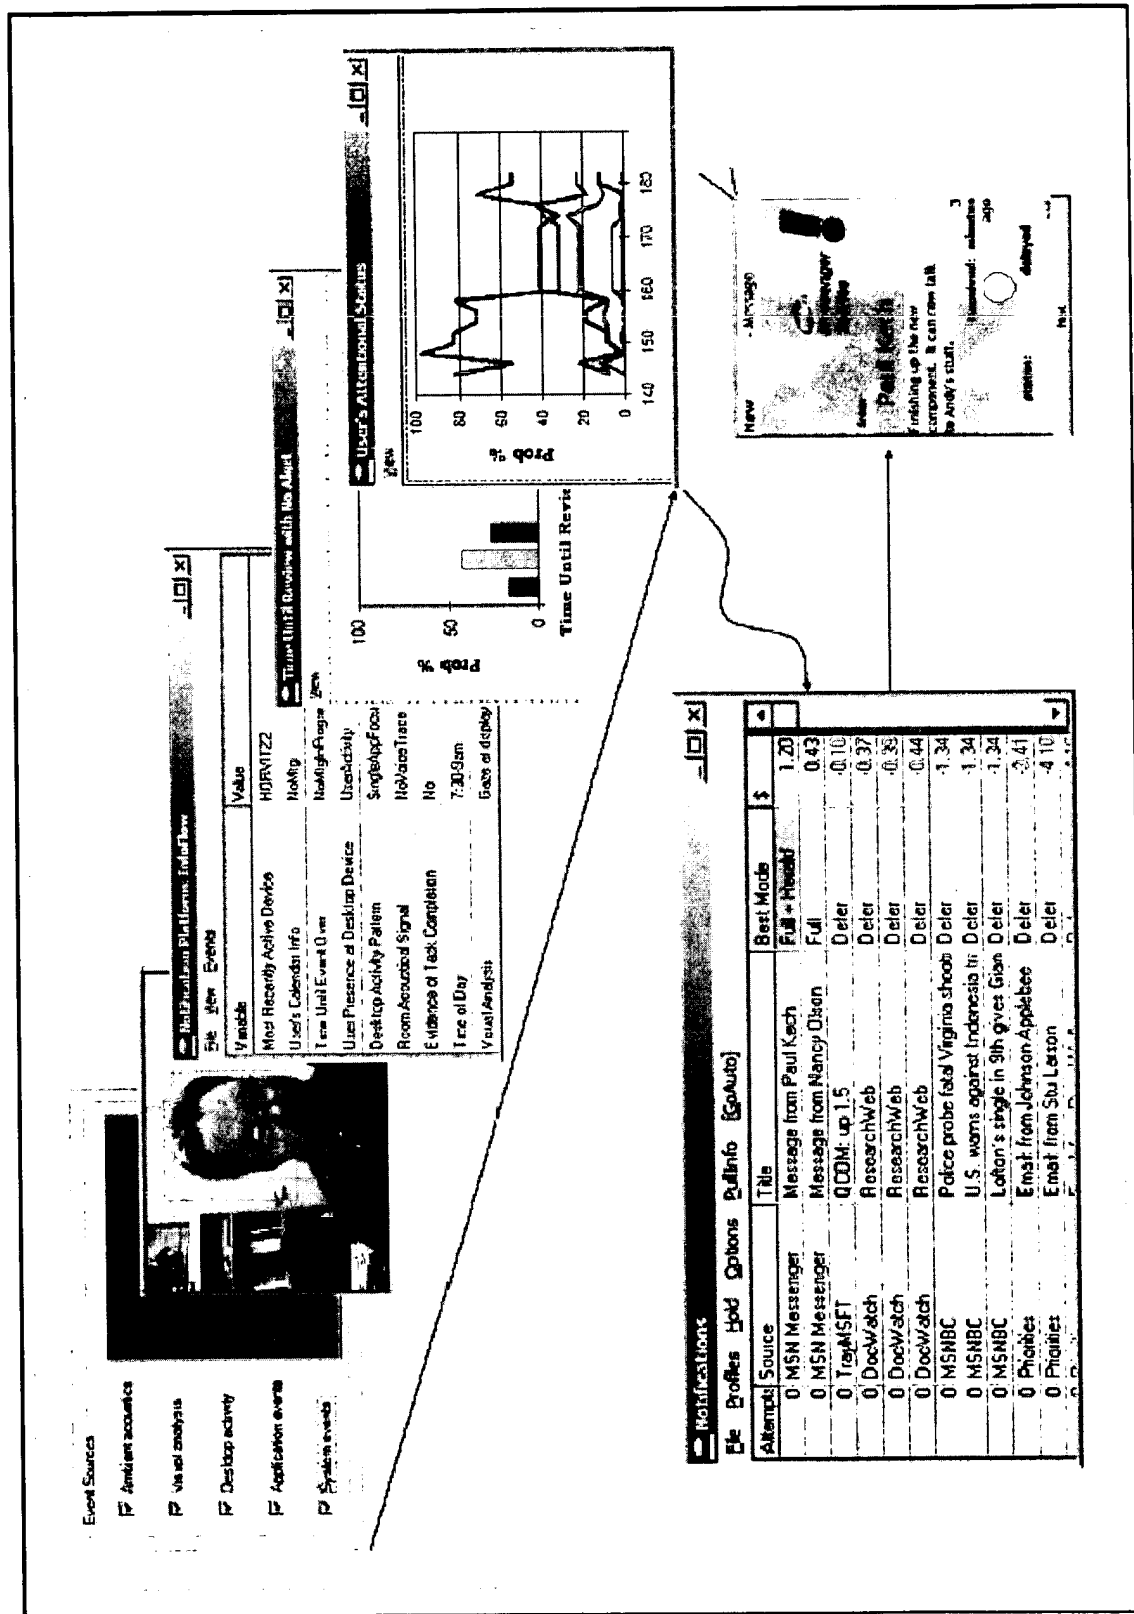 Event Sources
Ambient acoustics
Visual analysis
Desktop activity
Application events
System events
Notification Platform: InfoFlow
File View Events
Variable Value
Most Recently Active Device HORVITZ2
User's Calendar Info NoMtg
Time Until Event Over
User Presence at Desktop Device UserActivity
Desktop Activity Pattern SingleAppFocus
Room Acoustical Signal NoVoiceTrace
Evidence of Task Completion No
Time of Day 7:30-9am
Visual Analysis Gaze at display
Time Until Review with No Alert
View
100
50
0
Prob %
Time Until Revie
User's Attentional Status
View
100
80
60
40
20
0
Prob %
140 150 160 170 180
Notifications
File Profiles Hold Options PullInfo [GoAuto]
Attempts Source Title Best Mode $
0 MSN Messenger Message from Paul Koch Full + Herald 1.20
0 MSN Messenger Message from Nancy Olson Full 0.43
0 TrayMSFT QCOM: up 1.5 Defer -0.10
0 DocWatch ResearchWeb Defer -0.37
0 DocWatch ResearchWeb Defer -0.39
0 DocWatch ResearchWeb Defer -0.44
0 MSNBC Police probe fatal Virginia shooti Defer -1.34
0 MSNBC U.S. warns against Indonesia tri Defer -1.34
0 MSNBC Lofton's single in 9th gives Gian Defer -1.34
0 Priorities Email: from Johnson Applebee Defer -2.41
0 Priorities Email: from Stu Larson Defer -4.10
New - Message
Paul Koch
Finishing up the new
component. It can now talk
to Andy's stuff.
3
minutes
ago
status: delayed